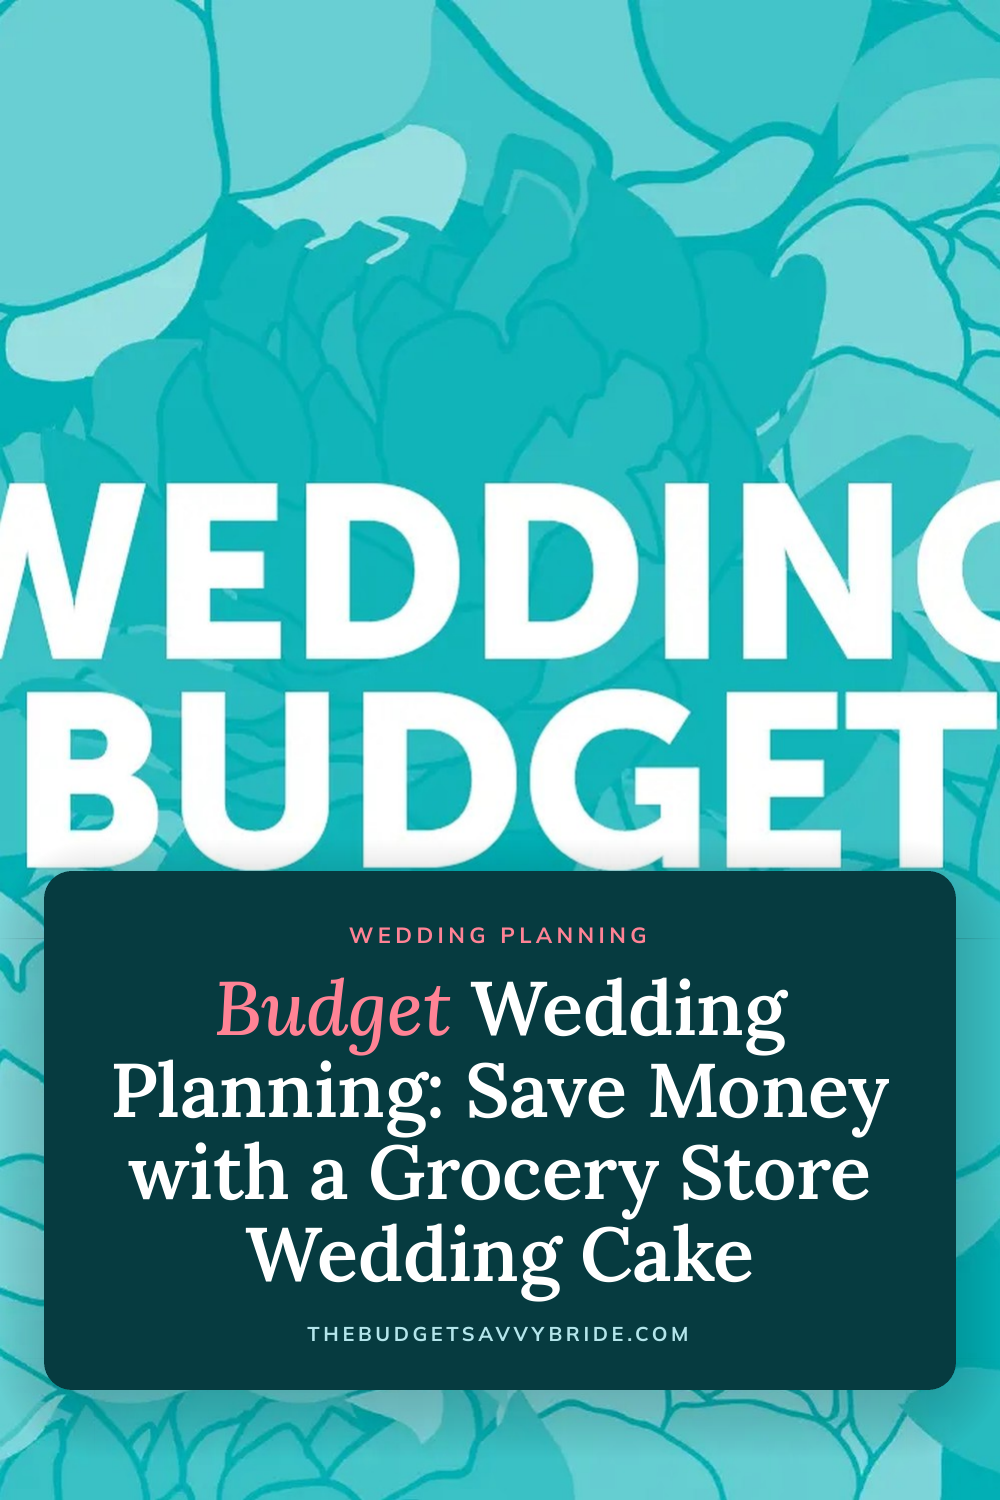 WEDDING
BUDGET
WEDDING PLANNING
Budget Wedding
Planning: Save Money
with a Grocery Store
Wedding Cake
THEBUDGETSAVVYBRIDE.COM